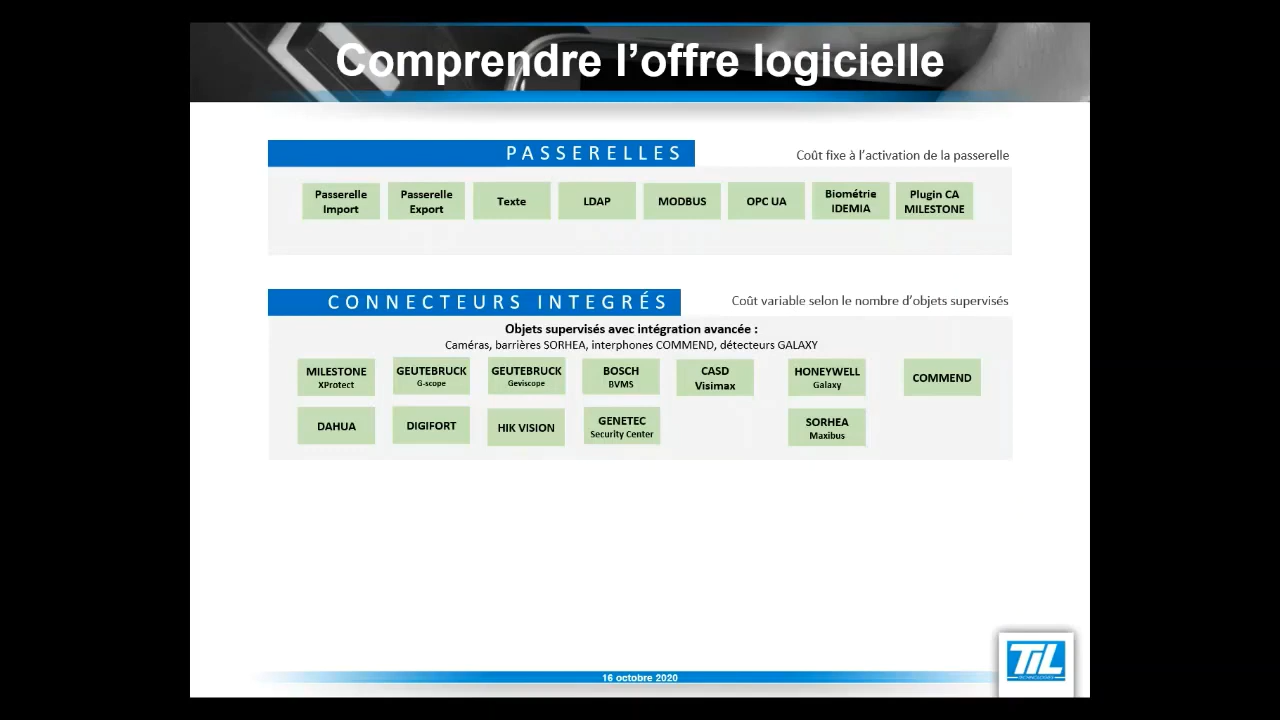 Comprendre l'offre logicielle
PASSERELLES
Coût fixe à l'activation de la passerelle
Passerelle
Import
Passerelle
Export
Texte
LDAP
MODBUS
OPC UA
Biométrie
IDEMIA
Plugin CA
MILESTONE
CONNECTEURS INTEGRÉS
Coût variable selon le nombre d'objets supervisés
Objets supervisés avec intégration avancée :
Caméras, barrières SORHEA, interphones COMMEND, détecteurs GALAXY
MILESTONE
XProtect
GEUTEBRUCK
G-scope
GEUTEBRUCK
Geviscope
BOSCH
BVMS
CASD
Visimax
HONEYWELL
Galaxy
COMMEND
DAHUA
DIGIFORT
HIK VISION
GENETEC
Security Center
SORHEA
Maxibus
16 octobre 2020
TiL
TECHNOLOGIES